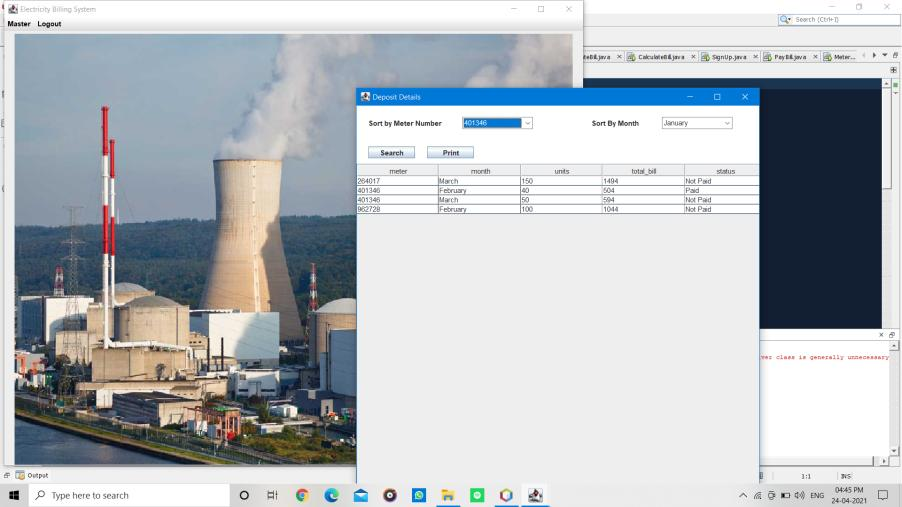 Electricity Billing System
Master Logout
Search (Ctrl+I)
CalculateBill.java SignUp.java PayBill.java Meter...
Deposit Details
Sort by Meter Number 401346 Sort By Month January
Search Print
meter month units total_bill status
264017 March 150 1494 Not Paid
401346 February 40 504 Paid
401346 March 50 594 Not Paid
962728 February 100 1044 Not Paid
class is generally unnecessary
Output
1:1 INS
Type here to search
ENG
04:45 PM
24-04-2021